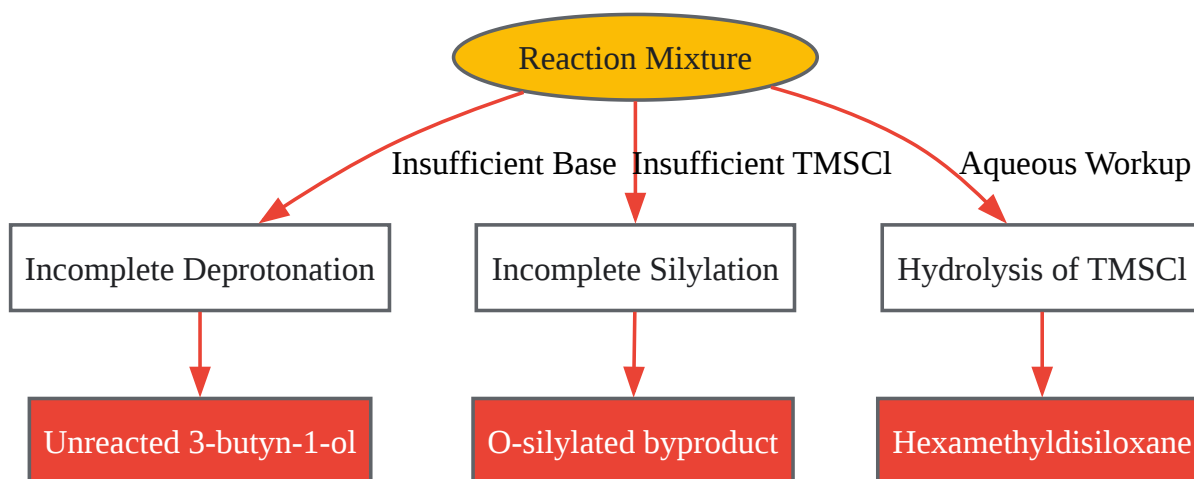 Reaction Mixture
Insufficient Base
Insufficient TMSCl
Aqueous Workup
Incomplete Deprotonation
Incomplete Silylation
Hydrolysis of TMSCl
Unreacted 3-butyn-1-ol
O-silylated byproduct
Hexamethyldisiloxane